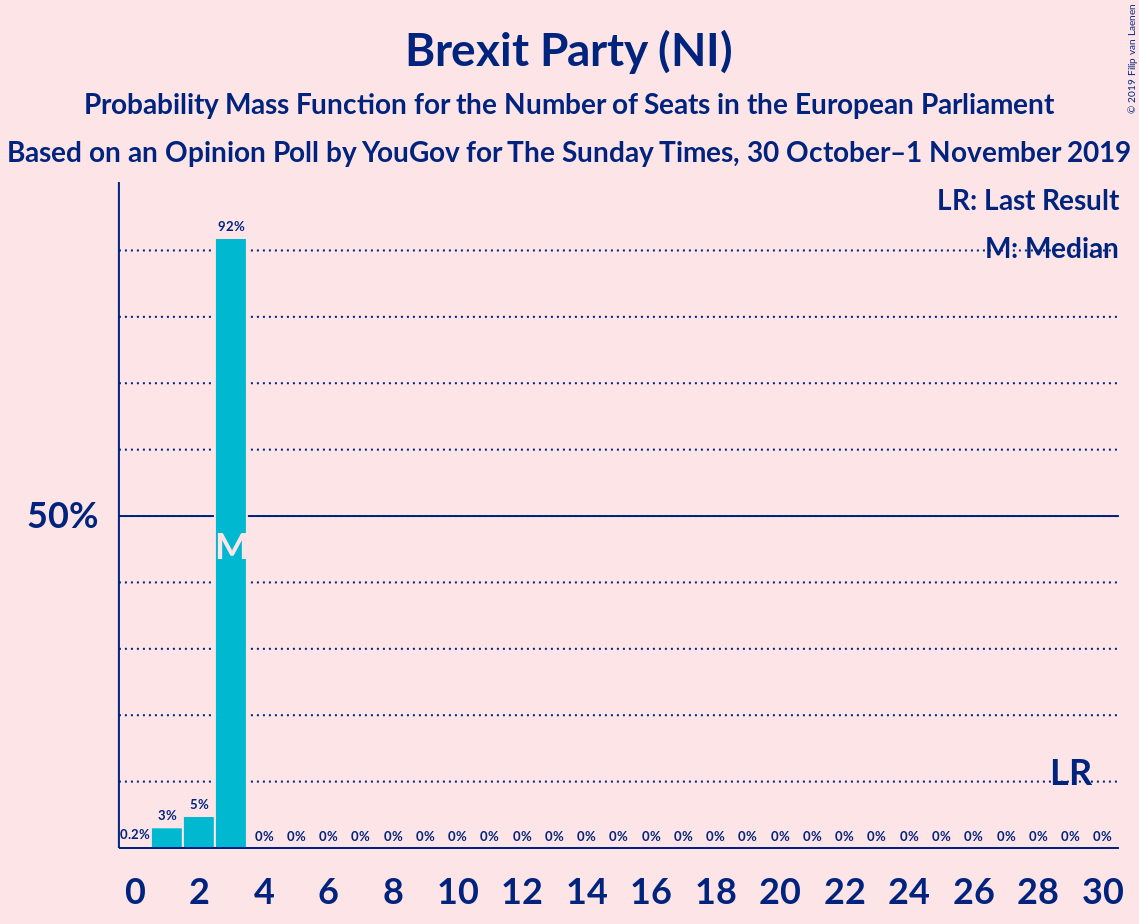 Brexit Party (NI)
Probability Mass Function for the Number of Seats in the European Parliament
Based on an Opinion Poll by YouGov for The Sunday Times, 30 October–1 November 2019
© 2019 Filip van Laenen
LR: Last Result
M: Median
92%
50%
M
LR
0.2% 3% 5% 0% 0% 0% 0% 0% 0% 0% 0% 0% 0% 0% 0% 0% 0% 0% 0% 0% 0% 0% 0% 0% 0% 0% 0% 0% 0% 0%
0 2 4 6 8 10 12 14 16 18 20 22 24 26 28 30